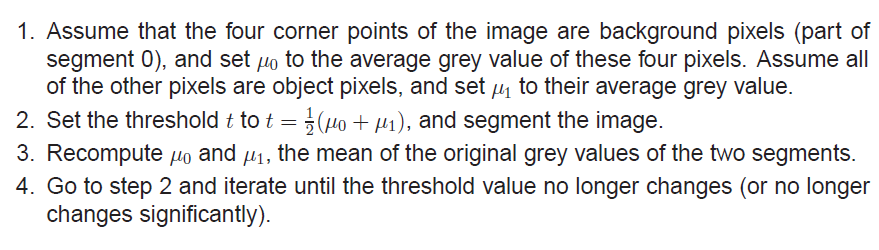 1. Assume that the four corner points of the image are background pixels (part of
segment 0), and set μ₀ to the average grey value of these four pixels. Assume all
of the other pixels are object pixels, and set μ₁ to their average grey value.
2. Set the threshold t to t = ½(μ₀ + μ₁), and segment the image.
3. Recompute μ₀ and μ₁, the mean of the original grey values of the two segments.
4. Go to step 2 and iterate until the threshold value no longer changes (or no longer
changes significantly).